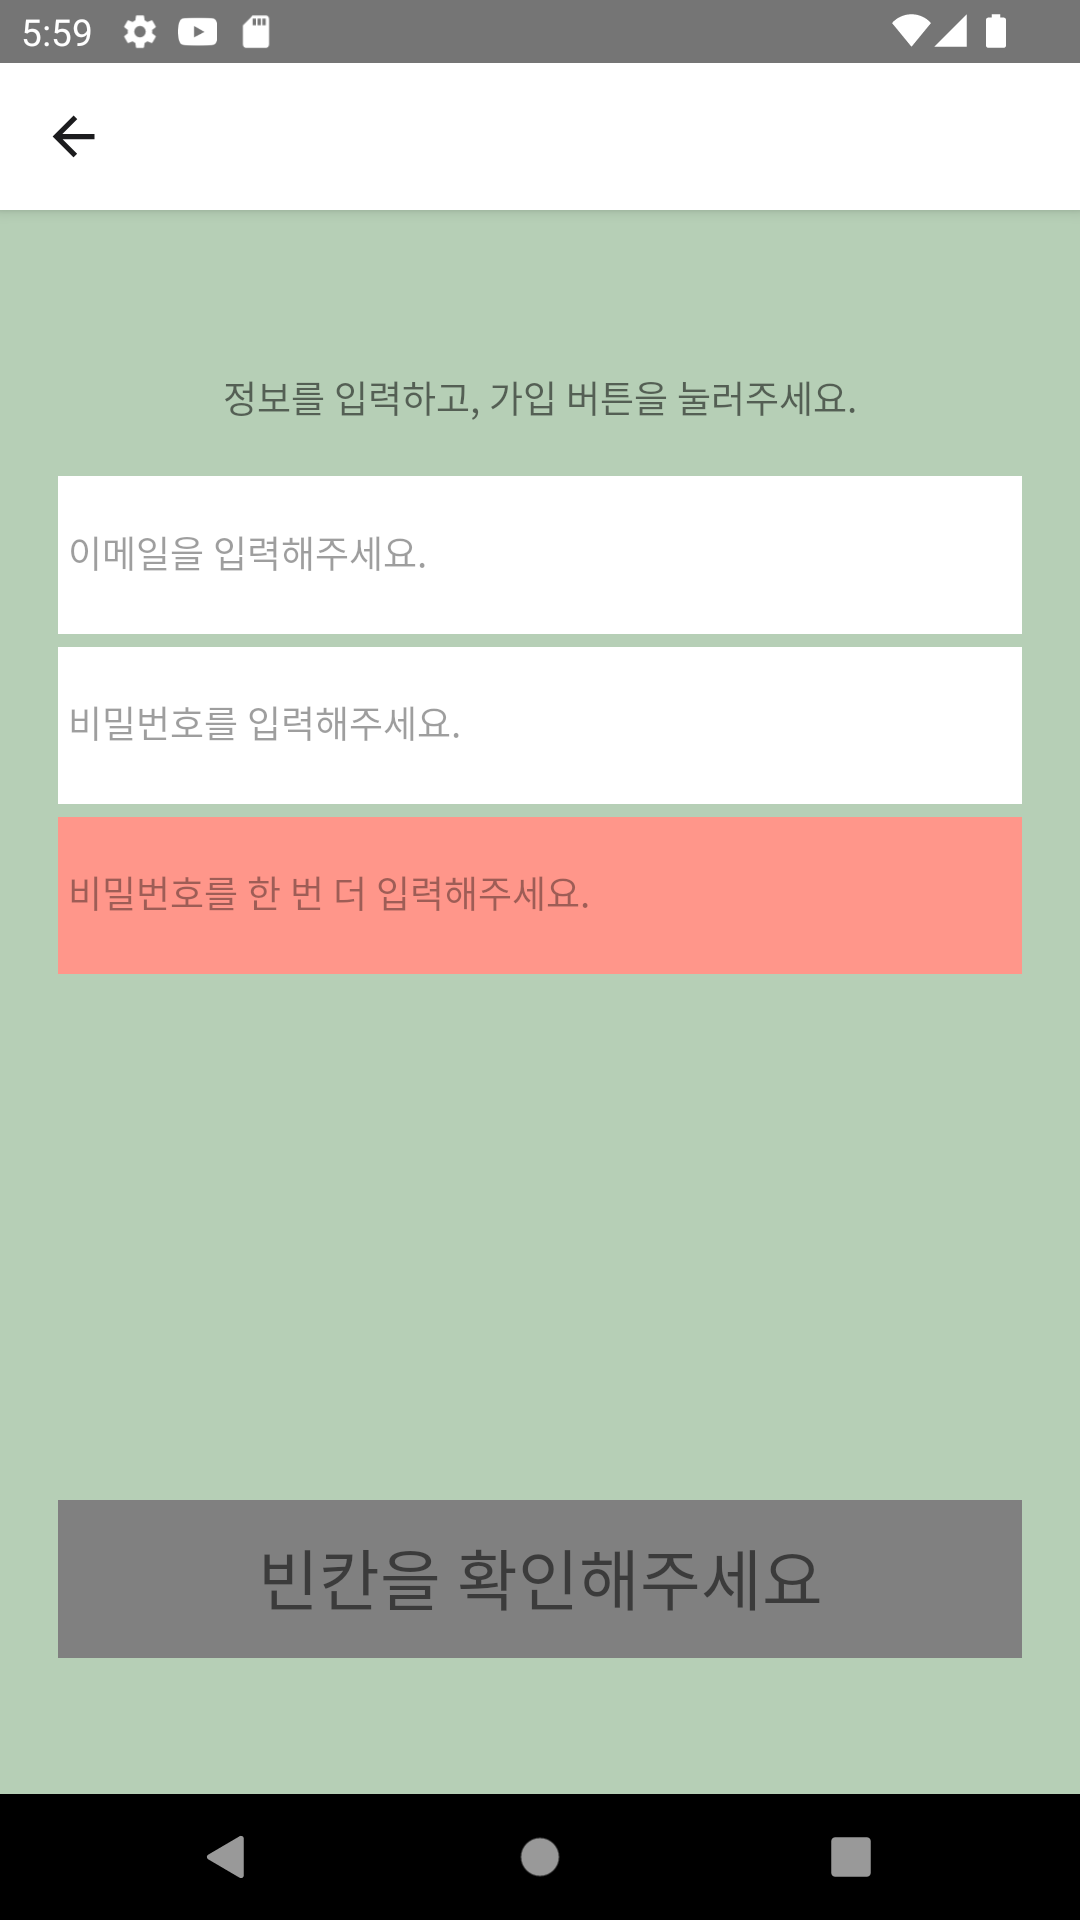 5:59
정보를 입력하고, 가입 버튼을 눌러주세요.
이메일을 입력해주세요.
비밀번호를 입력해주세요.
비밀번호를 한 번 더 입력해주세요.
빈칸을 확인해주세요